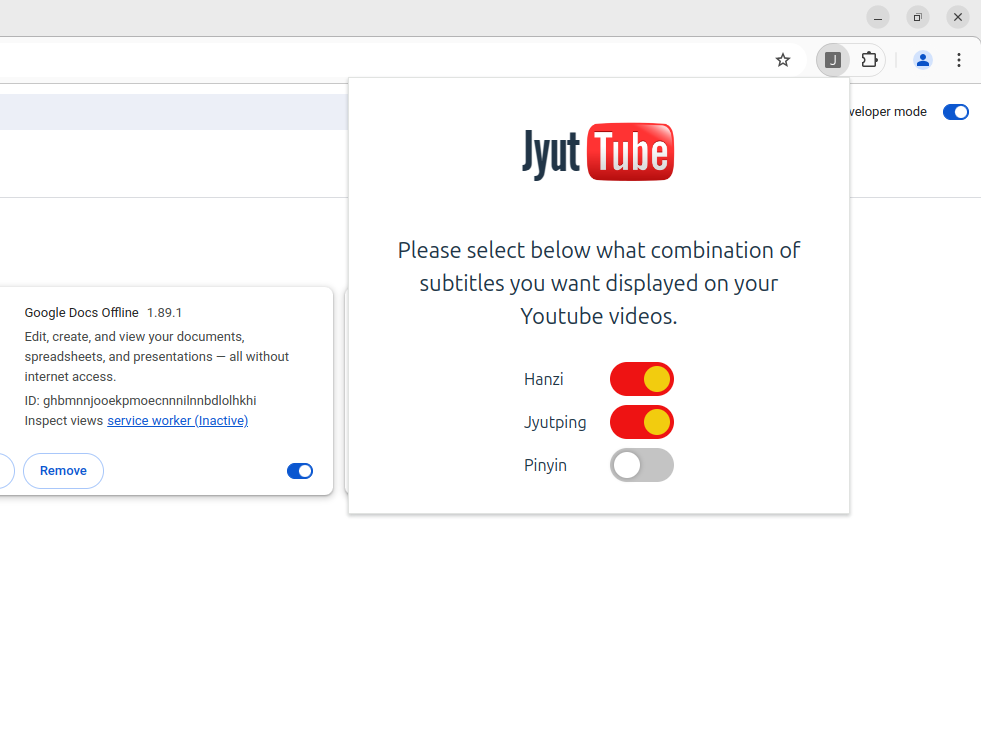 J
veloper mode
Jyut Tube
Please select below what combination of
subtitles you want displayed on your
Youtube videos.
Hanzi
Jyutping
Pinyin
Google Docs Offline 1.89.1
Edit, create, and view your documents,
spreadsheets, and presentations — all without
internet access.
ID: ghbmnnjooekpmoecnnnilnnbdlolhkhi
Inspect views service worker (Inactive)
Remove